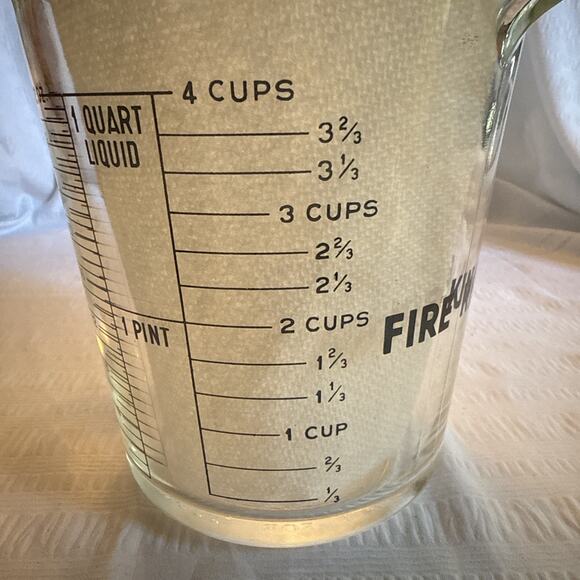 4 CUPS
1 QUART
LIQUID
3⅔
3⅓
3 CUPS
2⅔
2⅓
2 CUPS
1 PINT
FIRE KING
1⅔
1⅓
1 CUP
⅔
⅓